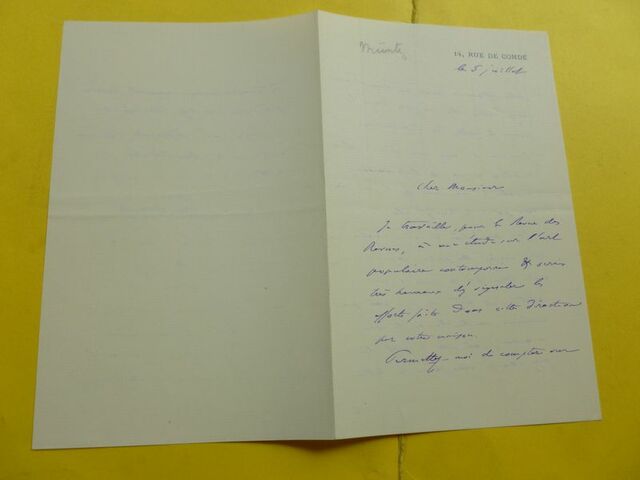 Müntz
14, RUE DE CONDÉ
le 5 juillet
Cher Monsieur
Je travaille, pour la Revue des
Revues, à une étude sur l'art
populaire contemporain & serais
très heureux d'y signaler les
efforts faits dans cette direction
par votre maison.
Permettez-moi de compter sur